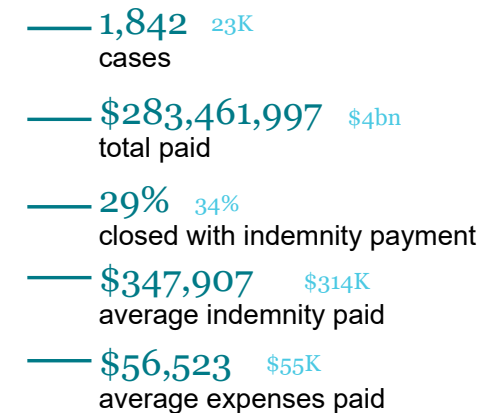 1,842 23K
cases
$283,461,997 $4bn
total paid
29% 34%
closed with indemnity payment
$347,907 $314K
average indemnity paid
$56,523 $55K
average expenses paid